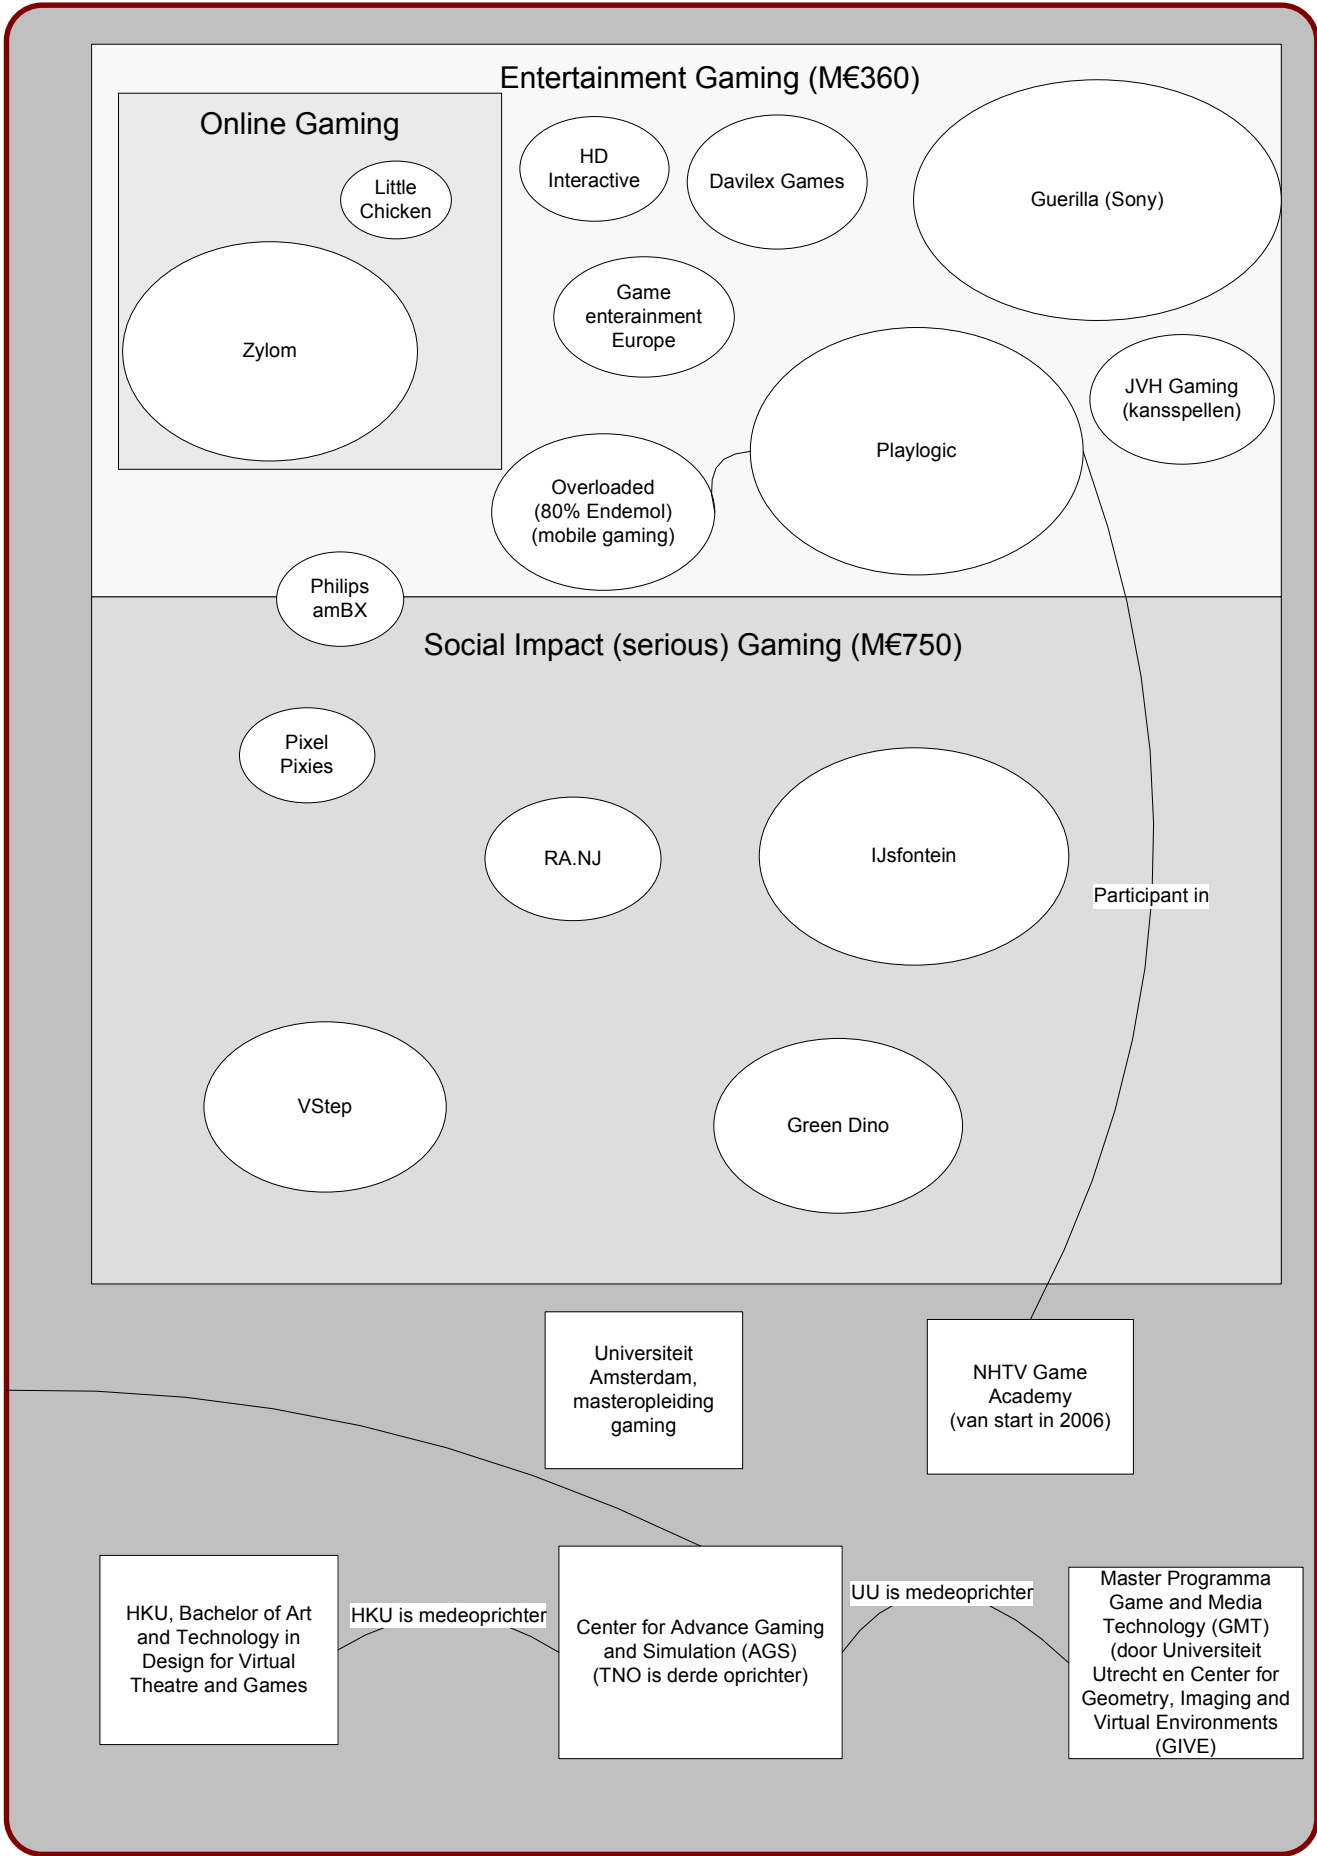 Entertainment Gaming (M€360)
Online Gaming
Little
Chicken
Zylom
HD
Interactive
Davilex Games
Guerilla (Sony)
Game
enterainment
Europe
JVH Gaming
(kansspellen)
Playlogic
Overloaded
(80% Endemol)
(mobile gaming)
Philips
amBX
Social Impact (serious) Gaming (M€750)
Pixel
Pixies
RA.NJ
IJsfontein
Participant in
VStep
Green Dino
Universiteit
Amsterdam,
masteropleiding
gaming
NHTV Game
Academy
(van start in 2006)
HKU, Bachelor of Art
and Technology in
Design for Virtual
Theatre and Games
HKU is medeoprichter
Center for Advance Gaming
and Simulation (AGS)
(TNO is derde oprichter)
UU is medeoprichter
Master Programma
Game and Media
Technology (GMT)
(door Universiteit
Utrecht en Center for
Geometry, Imaging and
Virtual Environments
(GIVE)